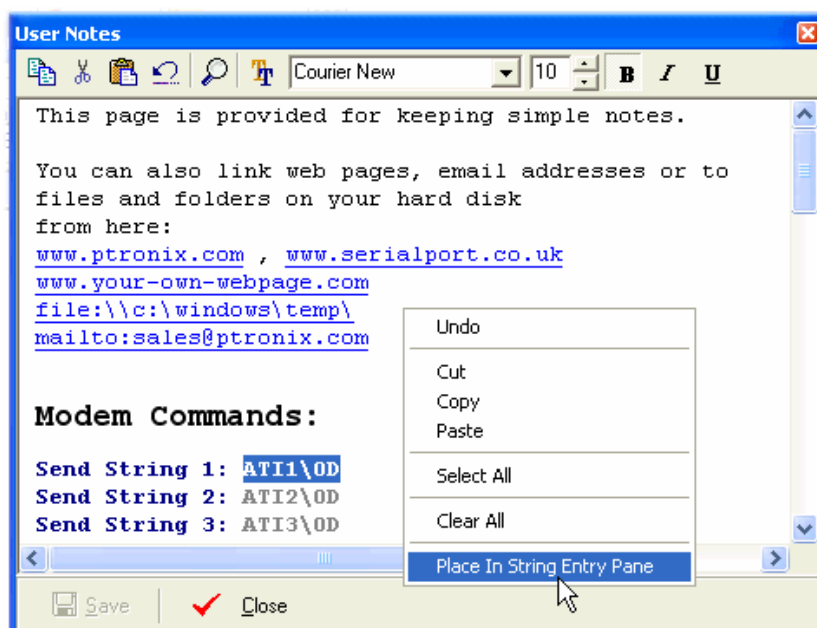 User Notes
Courier New 10 B I U
This page is provided for keeping simple notes.
You can also link web pages, email addresses or to
files and folders on your hard disk
from here:
www.ptronix.com , www.serialport.co.uk
www.your-own-webpage.com
file:\\c:\windows\temp\
mailto:sales@ptronix.com
Modem Commands:
Send String 1: ATI1\0D
Send String 2: ATI2\0D
Send String 3: ATI3\0D
Undo
Cut
Copy
Paste
Select All
Clear All
Place In String Entry Pane
Save Close